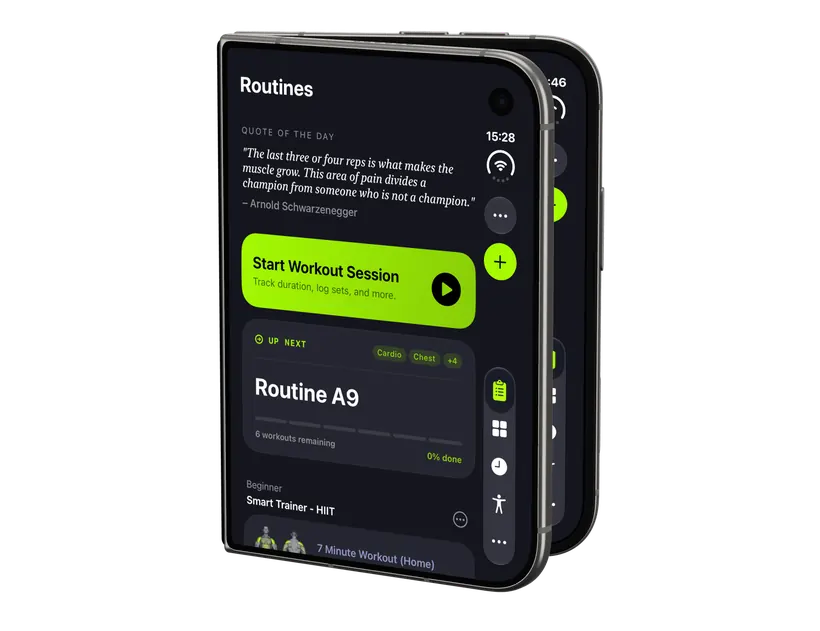 Routines
:46
15:28
QUOTE OF THE DAY
"The last three or four reps is what makes the
muscle grow. This area of pain divides a
champion from someone who is not a champion."
– Arnold Schwarzenegger
Start Workout Session
Track duration, log sets, and more.
UP NEXT
Cardio Chest +4
Routine A9
6 workouts remaining
0% done
Beginner
Smart Trainer - HIIT
7 Minute Workout (Home)